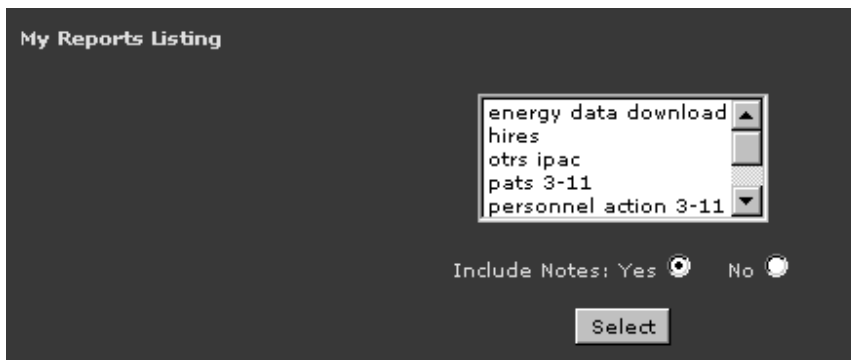 My Reports Listing
energy data download
hires
otrs ipac
pats 3-11
personnel action 3-11
Include Notes: Yes No
Select